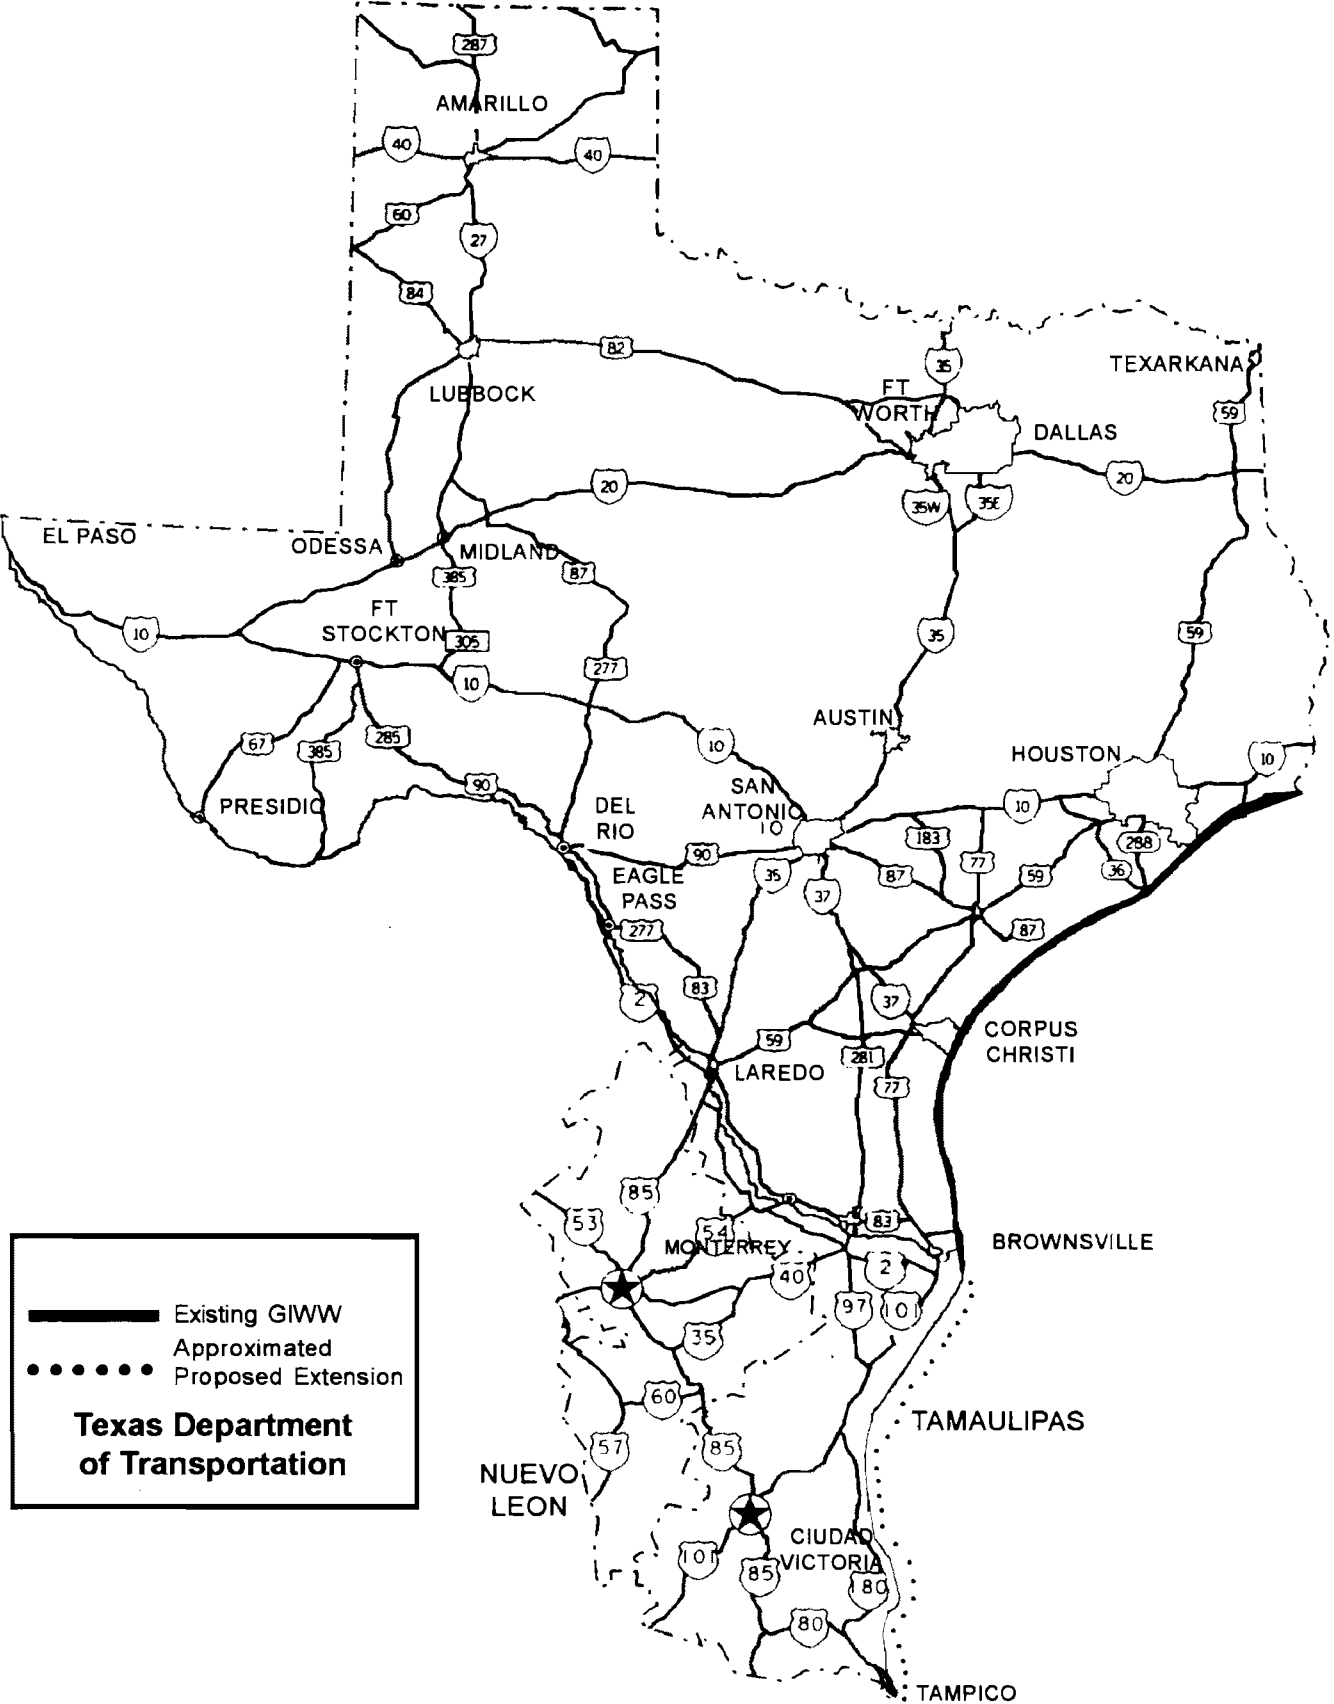 287
AMARILLO
40
40
60
27
84
82
35
TEXARKANA
LUBBOCK
FT
WORTH
59
DALLAS
20
20
35W
35E
EL PASO
ODESSA
MIDLAND
87
385
FT
STOCKTON
305
10
35
59
277
10
AUSTIN
67
385
285
10
HOUSTON
10
90
SAN
ANTONIO
10
PRESIDIO
DEL
RIO
10
183
288
90
77
87
59
36
35
EAGLE
PASS
37
277
87
83
2
37
59
CORPUS
CHRISTI
281
LAREDO
77
85
53
54
83
MONTERREY
BROWNSVILLE
40
2
97
101
35
60
TAMAULIPAS
57
85
NUEVO
LEON
CIUDAD
VICTORIA
101
85
180
80
TAMPICO
Existing GIWW
Approximated
Proposed Extension
Texas Department
of Transportation